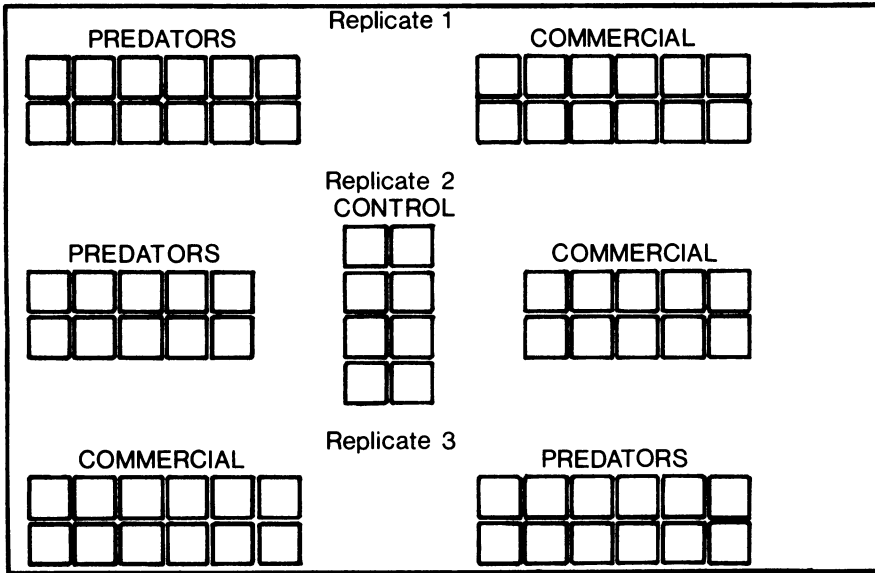 Replicate 1
PREDATORS
COMMERCIAL
Replicate 2
CONTROL
PREDATORS
COMMERCIAL
Replicate 3
COMMERCIAL
PREDATORS